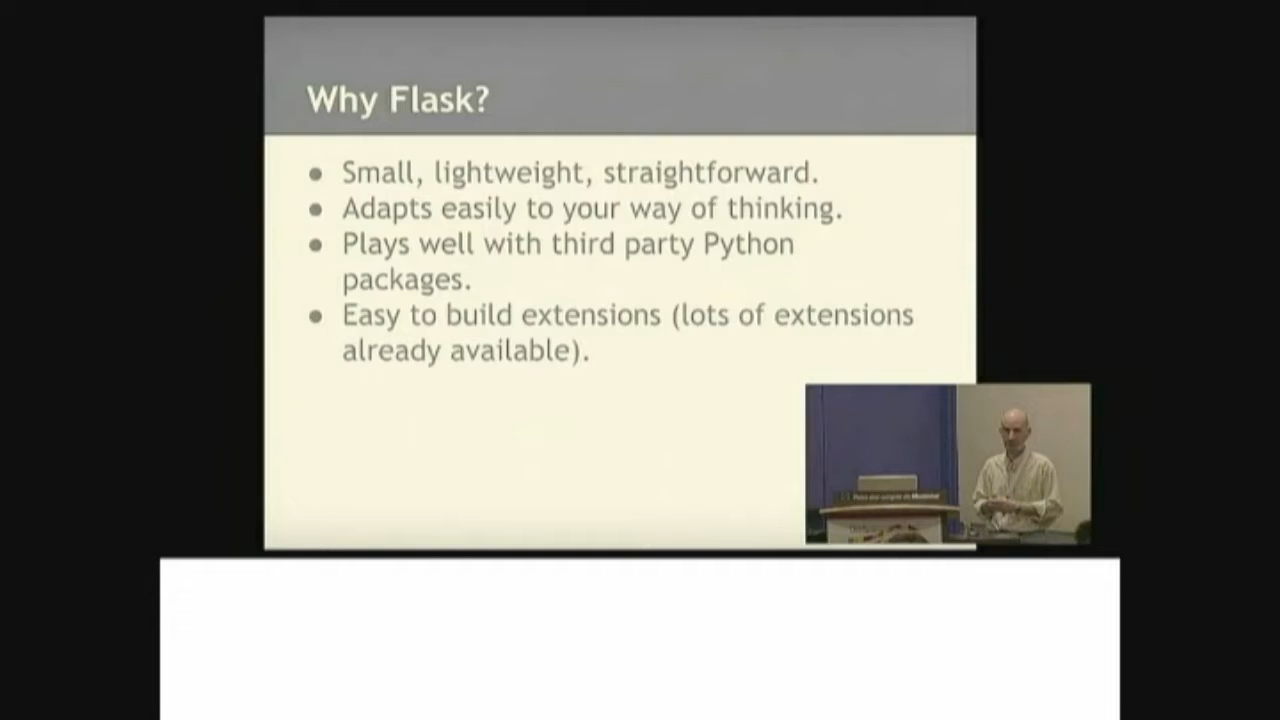 Why Flask?
● Small, lightweight, straightforward.
● Adapts easily to your way of thinking.
● Plays well with third party Python
packages.
● Easy to build extensions (lots of extensions
already available).